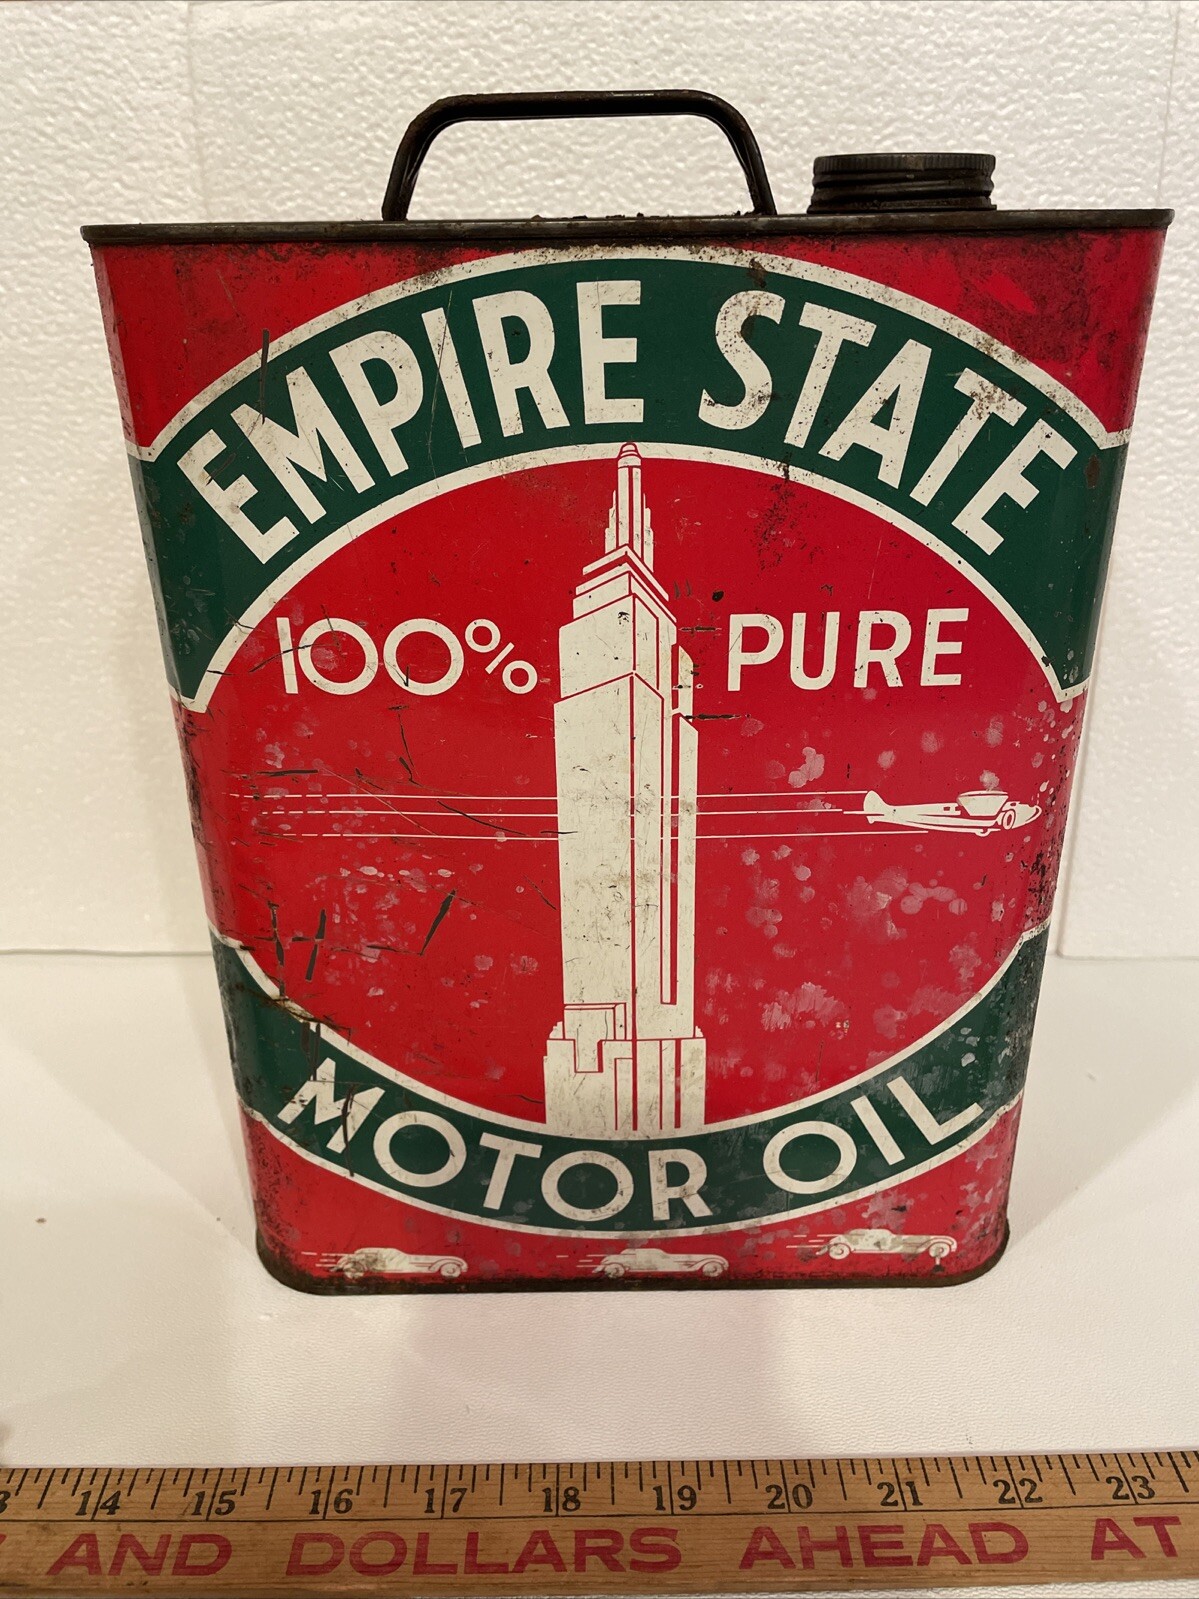 EMPIRE STATE
100% PURE
MOTOR OIL
14 15 16 17 18 19 20 21 22 23
AND DOLLARS AHEAD AT